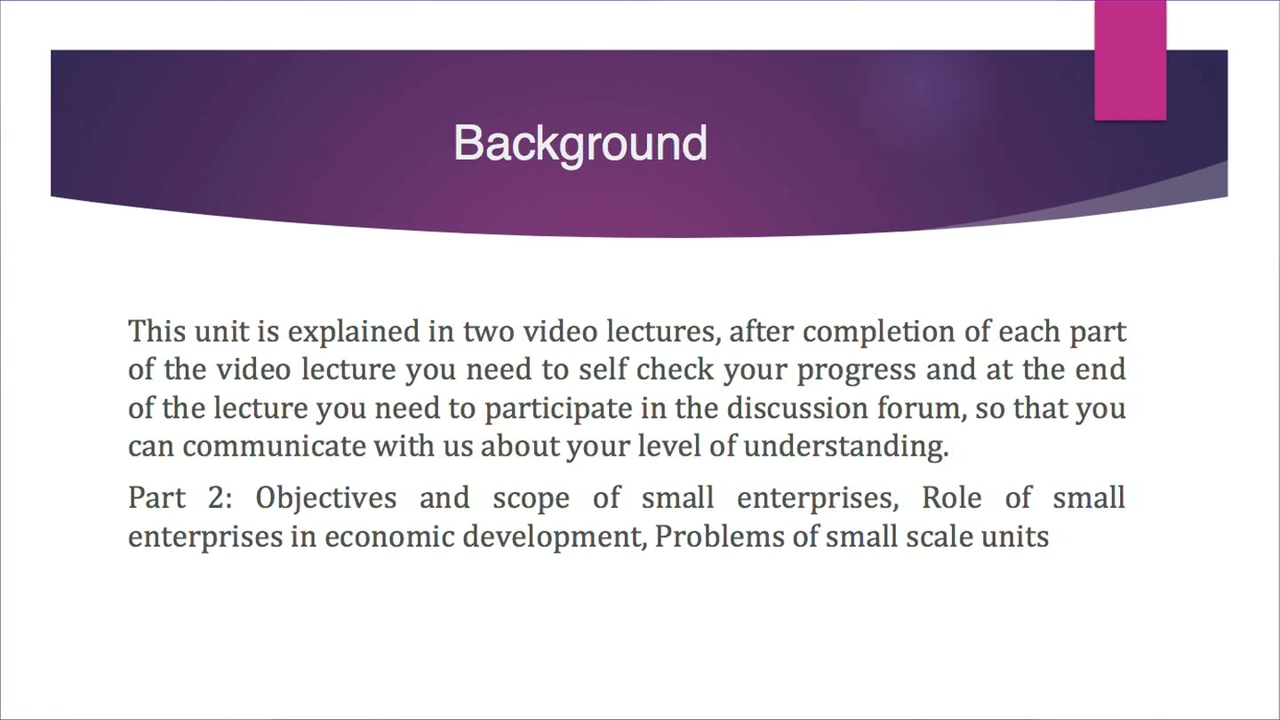 Background
This unit is explained in two video lectures, after completion of each part
of the video lecture you need to self check your progress and at the end
of the lecture you need to participate in the discussion forum, so that you
can communicate with us about your level of understanding.
Part 2: Objectives and scope of small enterprises, Role of small
enterprises in economic development, Problems of small scale units